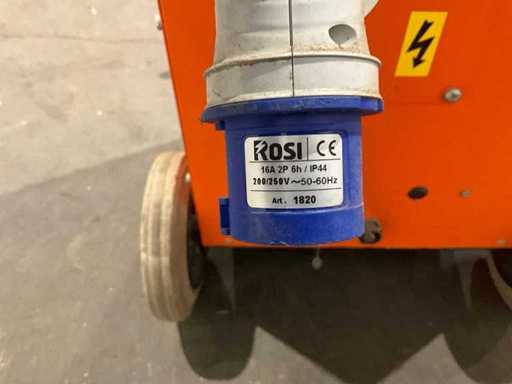 ROSI CE
16A 2P 6h / IP44
200/250V ~50-60Hz
Art. 1820